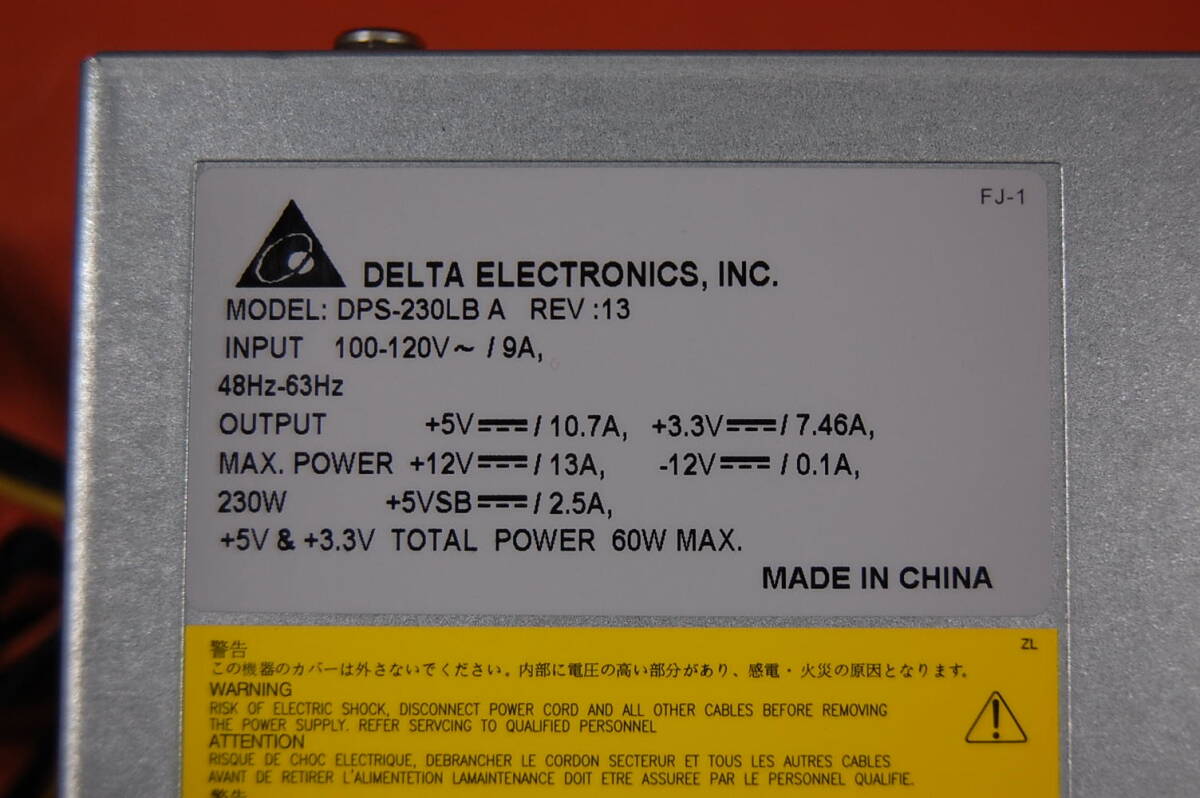 FJ-1
DELTA ELECTRONICS, INC.
MODEL: DPS-230LB A REV :13
INPUT 100-120V~ / 9A,
48Hz-63Hz
OUTPUT +5V⎓/ 10.7A, +3.3V⎓/ 7.46A,
MAX. POWER +12V⎓/ 13A, -12V⎓ / 0.1A,
230W +5VSB⎓/ 2.5A,
+5V & +3.3V TOTAL POWER 60W MAX.
MADE IN CHINA
警告 ZL
この機器のカバーは外さないでください。内部に電圧の高い部分があり、感電・火災の原因となります。
WARNING
RISK OF ELECTRIC SHOCK, DISCONNECT POWER CORD AND ALL OTHER CABLES BEFORE REMOVING
THE POWER SUPPLY. REFER SERVCING TO QUALIFIED PERSONNEL
ATTENTION
RISQUE DE CHOC ELECTRIQUE, DEBRANCHER LE CORDON SECTERUR ET TOUS LES AUTRES CABLES
AVANT DE RETIRER L'ALIMENTETION LAMAINTENANCE DOIT ETRE ASSUREE PAR LE PERSONNEL QUALIFIE.
警告